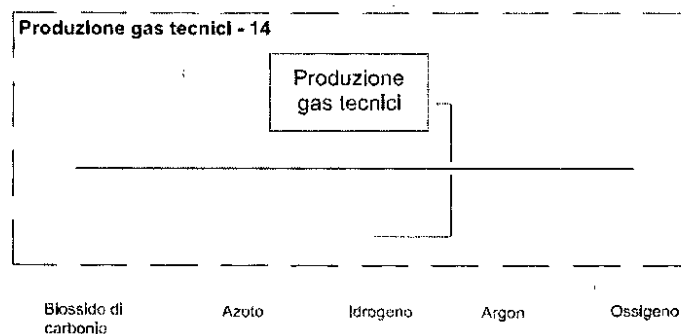 Produzione gas tecnici - 14
Produzione
gas tecnici
Biossido di
carbonio
Azoto
Idrogeno
Argon
Ossigeno